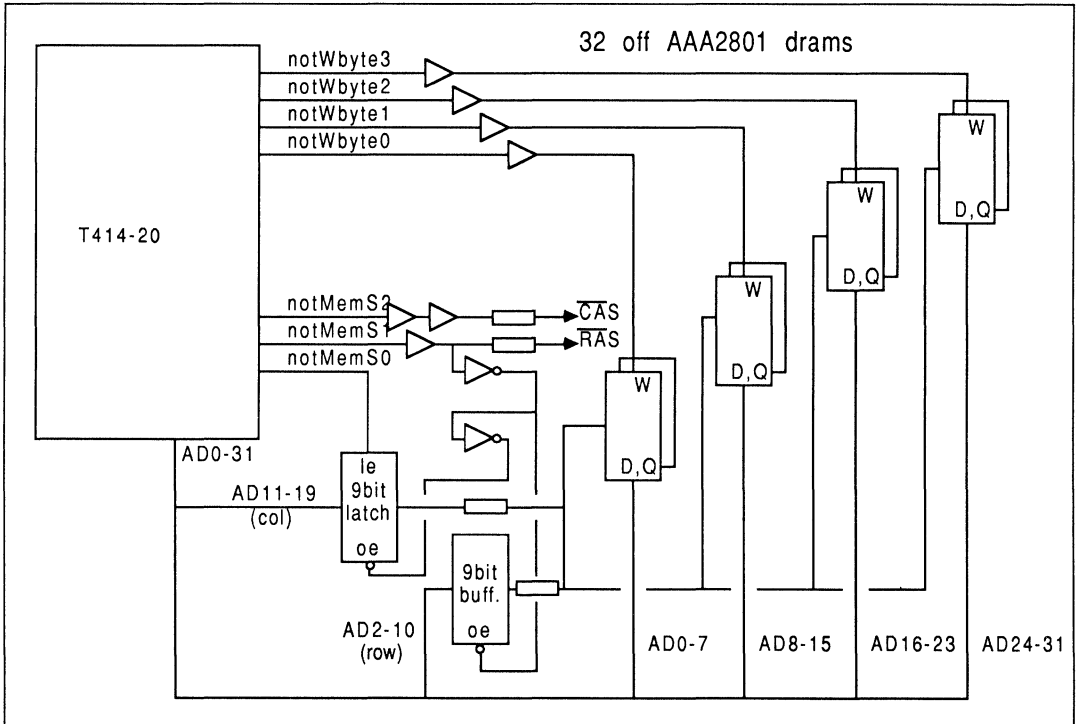 32 off AAA2801 drams
notWbyte3
notWbyte2
notWbyte1
notWbyte0
T414-20
W
D,Q
W
D,Q
W
D,Q
W
D,Q
notMemS2
CAS
notMemS1
RAS
notMemS0
AD0-31
AD11-19
(col)
le
9bit
latch
oe
9bit
buff.
oe
AD2-10
(row)
AD0-7
AD8-15
AD16-23
AD24-31